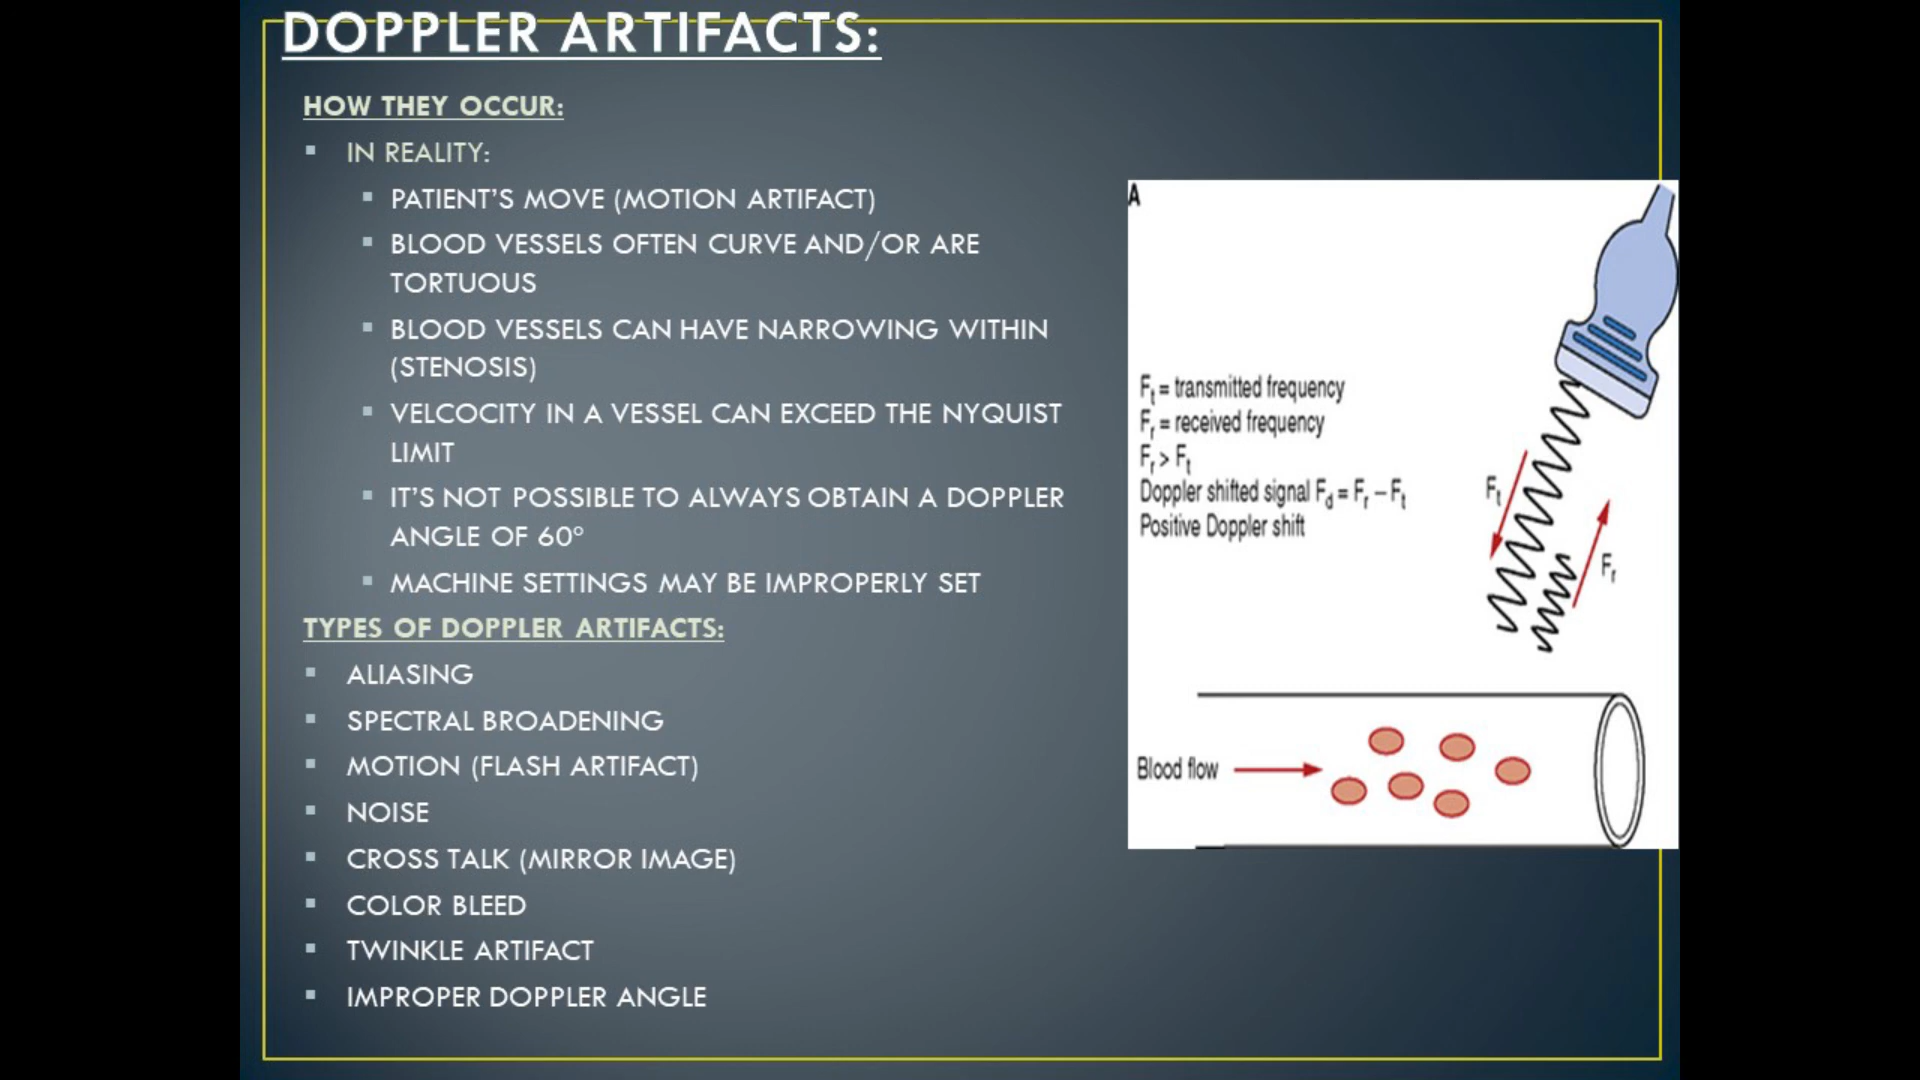 DOPPLER ARTIFACTS:
HOW THEY OCCUR:
IN REALITY:
PATIENT'S MOVE (MOTION ARTIFACT)
BLOOD VESSELS OFTEN CURVE AND/OR ARE
TORTUOUS
BLOOD VESSELS CAN HAVE NARROWING WITHIN
(STENOSIS)
VELCOCITY IN A VESSEL CAN EXCEED THE NYQUIST
LIMIT
IT'S NOT POSSIBLE TO ALWAYS OBTAIN A DOPPLER
ANGLE OF 60°
MACHINE SETTINGS MAY BE IMPROPERLY SET
TYPES OF DOPPLER ARTIFACTS:
ALIASING
SPECTRAL BROADENING
MOTION (FLASH ARTIFACT)
NOISE
CROSS TALK (MIRROR IMAGE)
COLOR BLEED
TWINKLE ARTIFACT
IMPROPER DOPPLER ANGLE
A
Ft = transmitted frequency
Fr = received frequency
Fr > Ft
Doppler shifted signal Fd = Fr – Ft
Positive Doppler shift
Ft
Fr
Blood flow